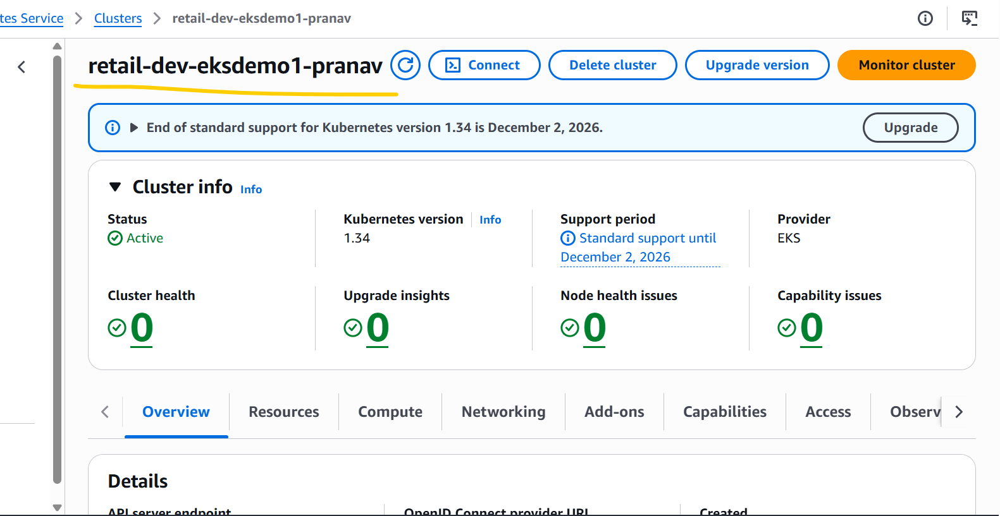 tes Service > Clusters > retail-dev-eksdemo1-pranav
retail-dev-eksdemo1-pranav
Connect
Delete cluster
Upgrade version
Monitor cluster
End of standard support for Kubernetes version 1.34 is December 2, 2026.
Upgrade
Cluster info Info
Status
Active
Kubernetes version Info
1.34
Support period
Standard support until
December 2, 2026
Provider
EKS
Cluster health
0
Upgrade insights
0
Node health issues
0
Capability issues
0
Overview
Resources
Compute
Networking
Add-ons
Capabilities
Access
Observ
Details
API server endpoint
OpenID Connect provider URL
Created